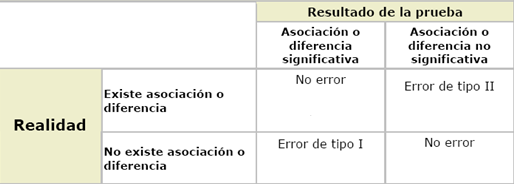 Resultado de la prueba
Asociación o
diferencia
significativa
Asociación o
diferencia no
significativa
Realidad
Existe asociación o
diferencia
No error
Error de tipo II
No existe asociación o
diferencia
Error de tipo I
No error